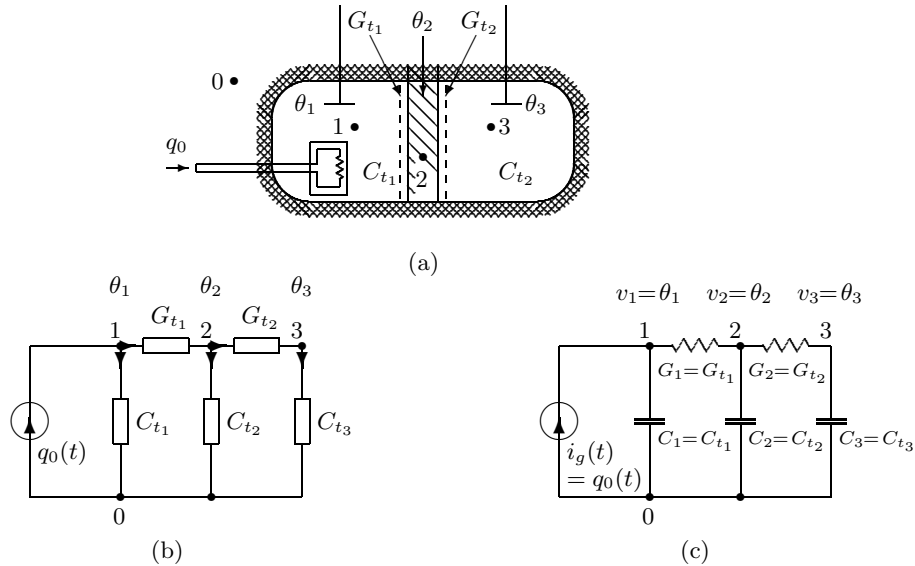 G_{t_1} θ_2 G_{t_2}
0 θ_1 θ_3
1 3
q_0
C_{t_1} 2 C_{t_2}
(a)
θ_1 θ_2 θ_3
G_{t_1} G_{t_2}
1 2 3
C_{t_1} C_{t_2} C_{t_3}
q_0(t)
0
(b)
v_1=θ_1 v_2=θ_2 v_3=θ_3
1 2 3
G_1=G_{t_1} G_2=G_{t_2}
C_1=C_{t_1} C_2=C_{t_2} C_3=C_{t_3}
i_g(t)
=q_0(t)
0
(c)